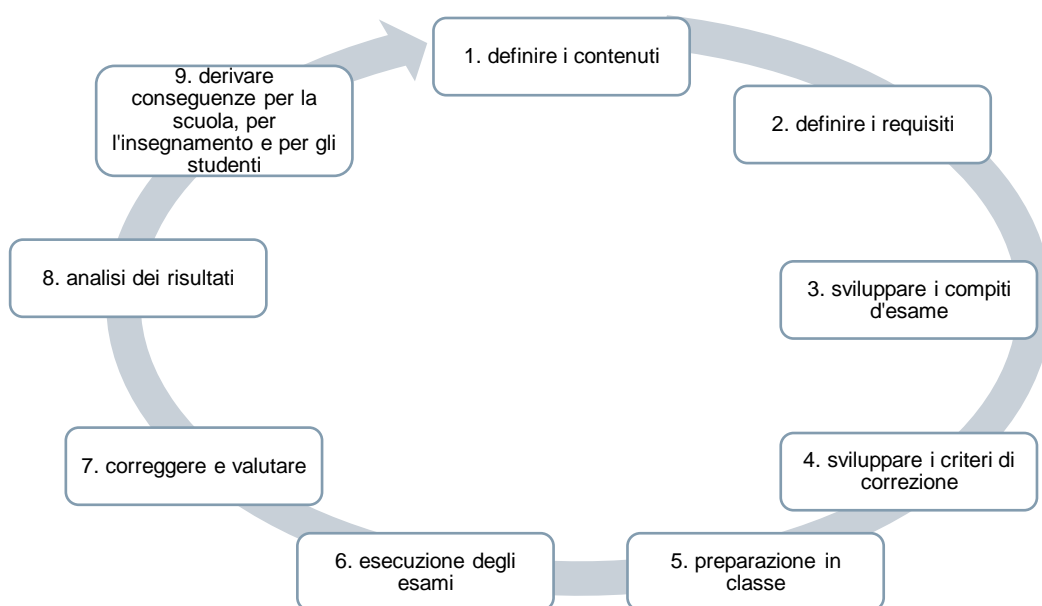 1. definire i contenuti
2. definire i requisiti
3. sviluppare i compiti
d'esame
4. sviluppare i criteri di
correzione
5. preparazione in
classe
6. esecuzione degli
esami
7. correggere e valutare
8. analisi dei risultati
9. derivare
conseguenze per la
scuola, per
l'insegnamento e per gli
studenti